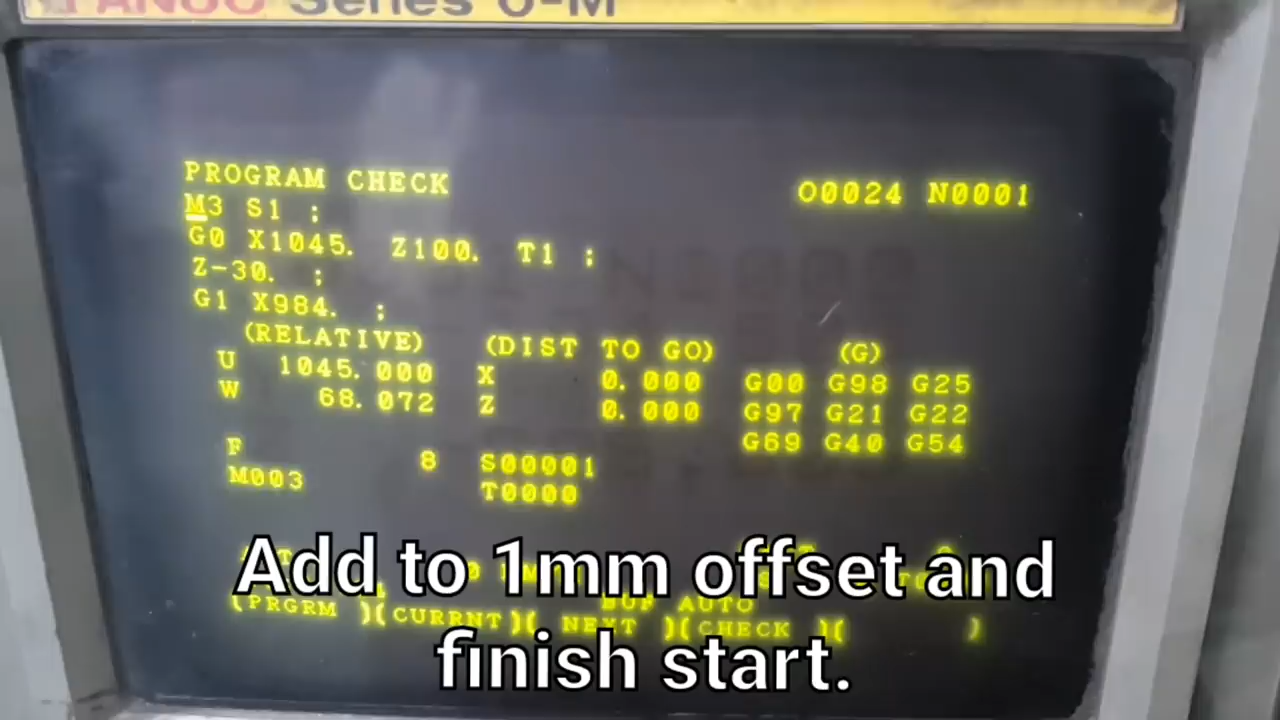 FANUC Series 0-M
PROGRAM CHECK O0024 N0001
M3 S1 ;
G0 X1045. Z100. T1 ;
Z-30. ;
G1 X984. ;
(RELATIVE) (DIST TO GO) (G)
U 1045.000 X 0.000 G00 G98 G25
W 68.072 Z 0.000 G97 G21 G22
G69 G40 G54
F 8 S00001
M003 T0000
BUF AUTO
(PRGRM )(CURRNT)( NEXT )(CHECK )( )
Add to 1mm offset and
finish start.